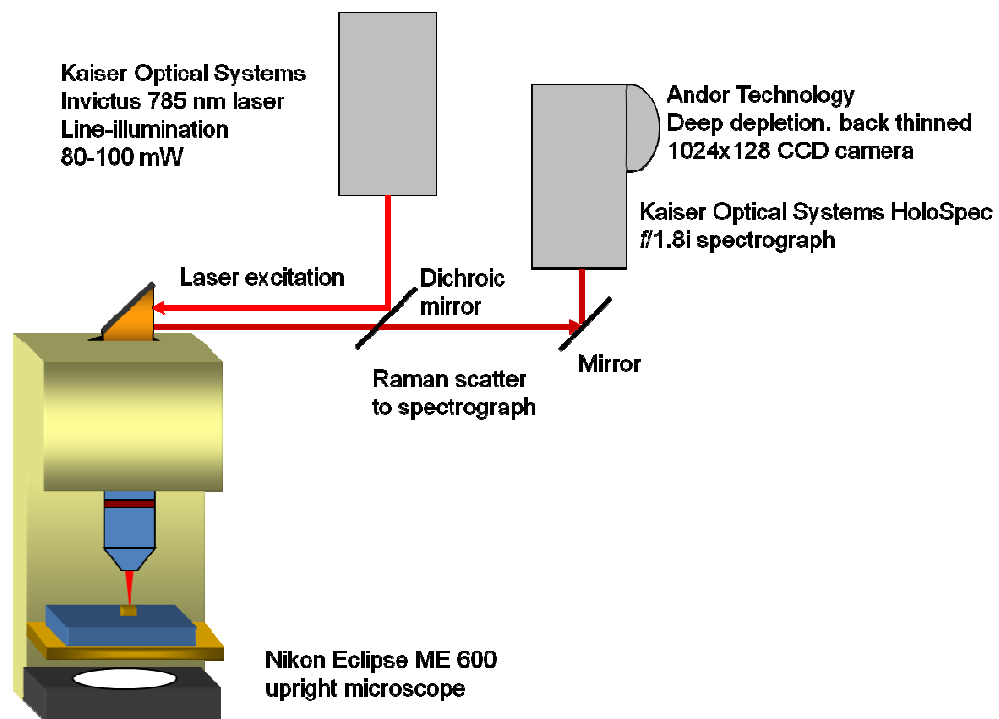 Kaiser Optical Systems
Invictus 785 nm laser
Line-illumination
80-100 mW
Andor Technology
Deep depletion. back thinned
1024x128 CCD camera
Kaiser Optical Systems HoloSpec
f/1.8i spectrograph
Laser excitation
Dichroic
mirror
Mirror
Raman scatter
to spectrograph
Nikon Eclipse ME 600
upright microscope